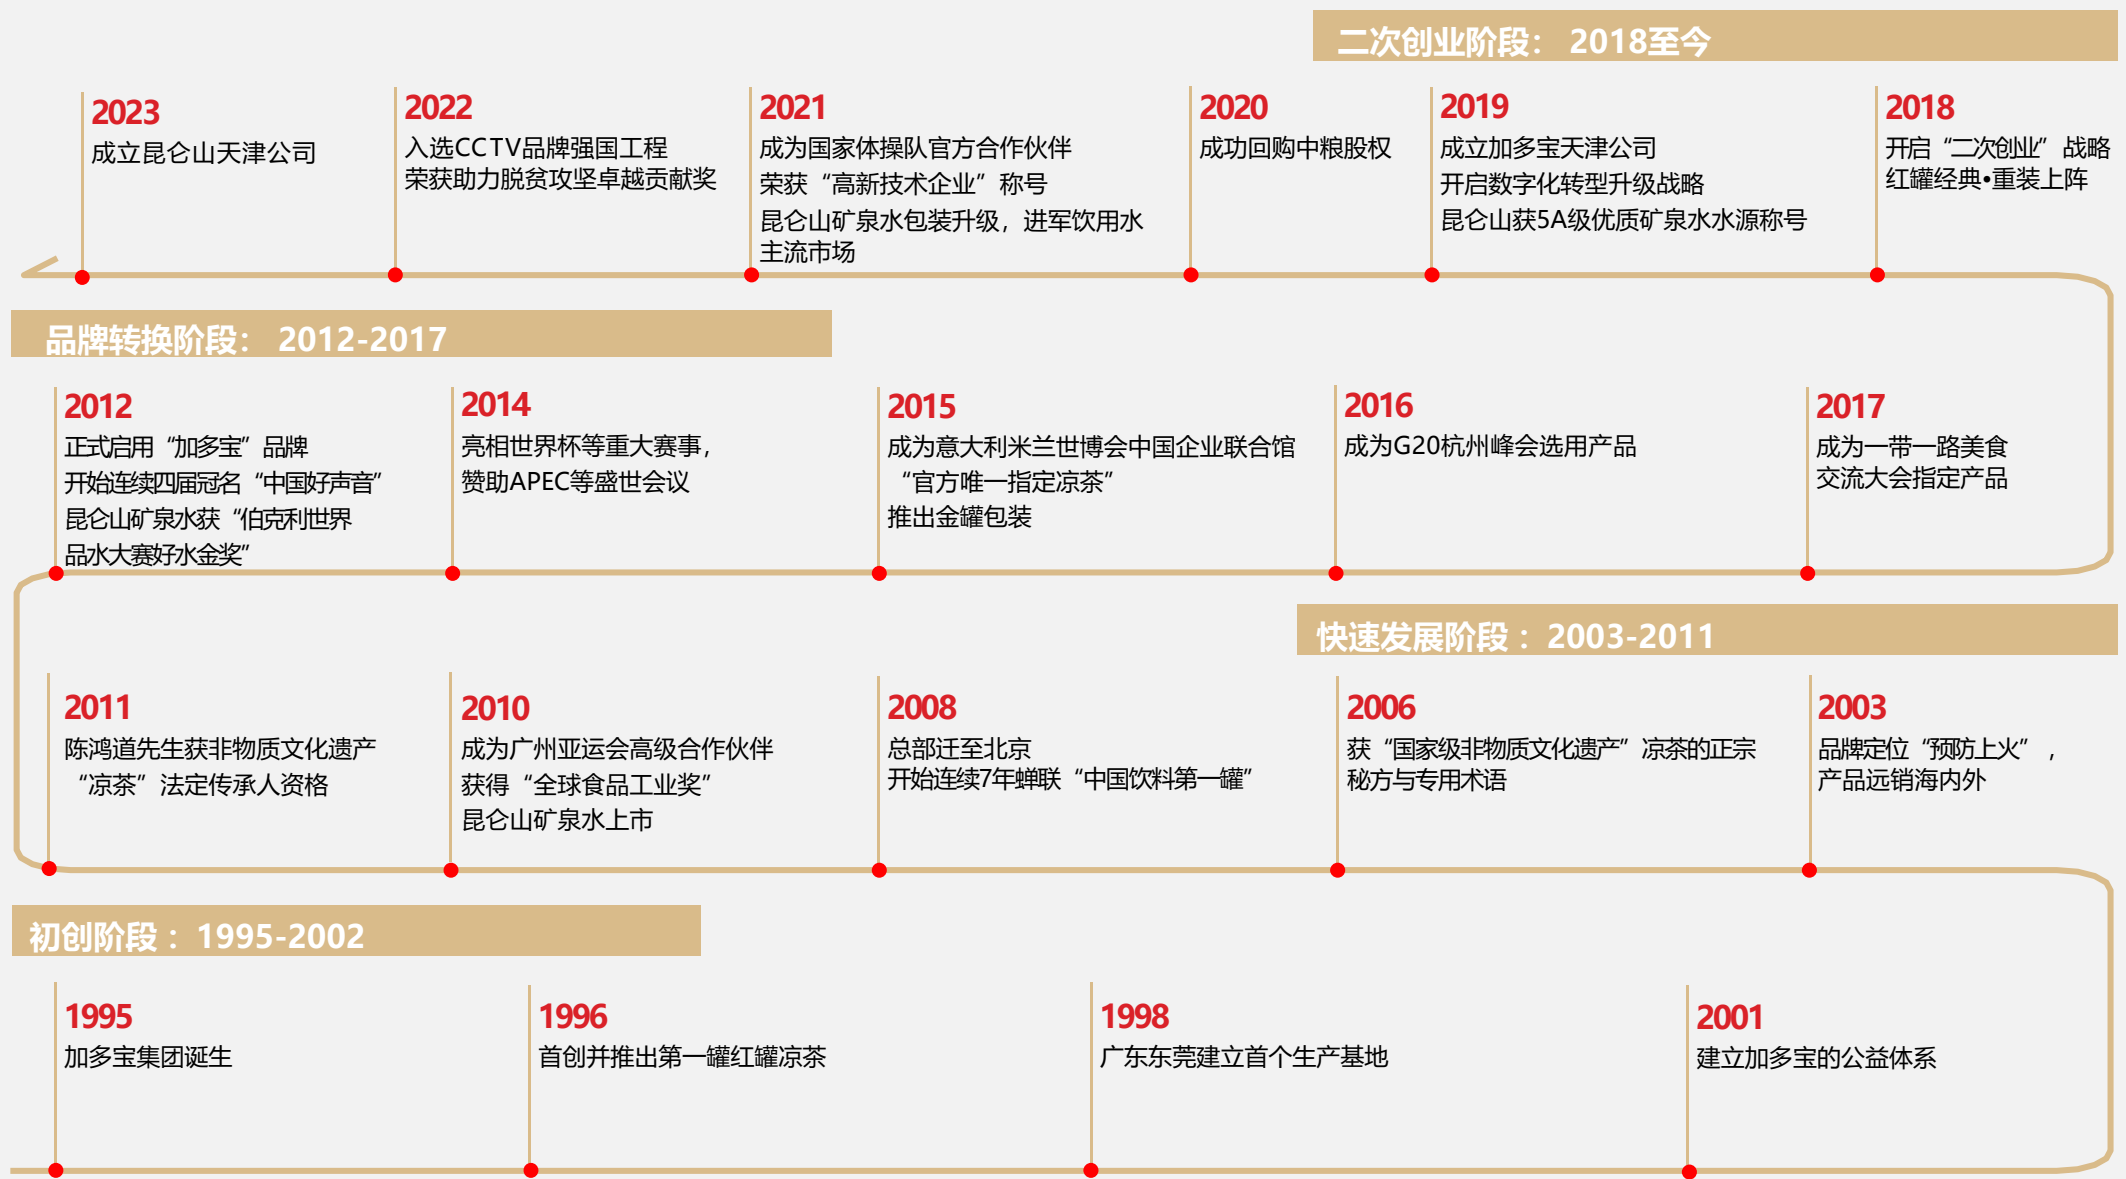 二次创业阶段： 2018至今
2023
成立昆仑山天津公司
2022
入选CCTV品牌强国工程
荣获助力脱贫攻坚卓越贡献奖
2021
成为国家体操队官方合作伙伴
荣获“高新技术企业”称号
昆仑山矿泉水包装升级，进军饮用水
主流市场
2020
成功回购中粮股权
2019
成立加多宝天津公司
开启数字化转型升级战略
昆仑山获5A级优质矿泉水水源称号
2018
开启“二次创业”战略
红罐经典•重装上阵
品牌转换阶段： 2012-2017
2012
正式启用“加多宝”品牌
开始连续四届冠名“中国好声音”
昆仑山矿泉水获“伯克利世界
品水大赛好水金奖”
2014
亮相世界杯等重大赛事，
赞助APEC等盛世会议
2015
成为意大利米兰世博会中国企业联合馆
“官方唯一指定凉茶”
推出金罐包装
2016
成为G20杭州峰会选用产品
2017
成为一带一路美食
交流大会指定产品
快速发展阶段 ：2003-2011
2011
陈鸿道先生获非物质文化遗产
“凉茶”法定传承人资格
2010
成为广州亚运会高级合作伙伴
获得“全球食品工业奖”
昆仑山矿泉水上市
2008
总部迁至北京
开始连续7年蝉联“中国饮料第一罐”
2006
获“国家级非物质文化遗产”凉茶的正宗
秘方与专用术语
2003
品牌定位“预防上火”，
产品远销海内外
初创阶段 ：1995-2002
1995
加多宝集团诞生
1996
首创并推出第一罐红罐凉茶
1998
广东东莞建立首个生产基地
2001
建立加多宝的公益体系